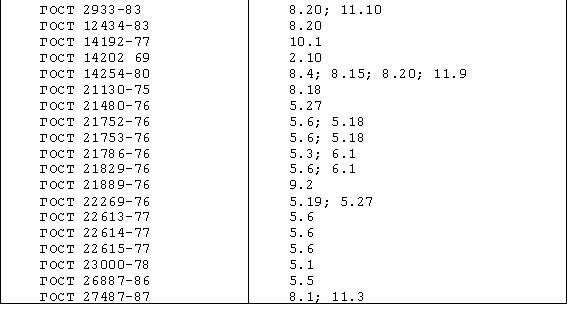 ГОСТ 2933-83 8.20; 11.10
ГОСТ 12434-83 8.20
ГОСТ 14192-77 10.1
ГОСТ 14202 69 2.10
ГОСТ 14254-80 8.4; 8.15; 8.20; 11.9
ГОСТ 21130-75 8.18
ГОСТ 21480-76 5.27
ГОСТ 21752-76 5.6; 5.18
ГОСТ 21753-76 5.6; 5.18
ГОСТ 21786-76 5.3; 6.1
ГОСТ 21829-76 5.6; 6.1
ГОСТ 21889-76 9.2
ГОСТ 22269-76 5.19; 5.27
ГОСТ 22613-77 5.6
ГОСТ 22614-77 5.6
ГОСТ 22615-77 5.6
ГОСТ 23000-78 5.1
ГОСТ 26887-86 5.5
ГОСТ 27487-87 8.1; 11.3